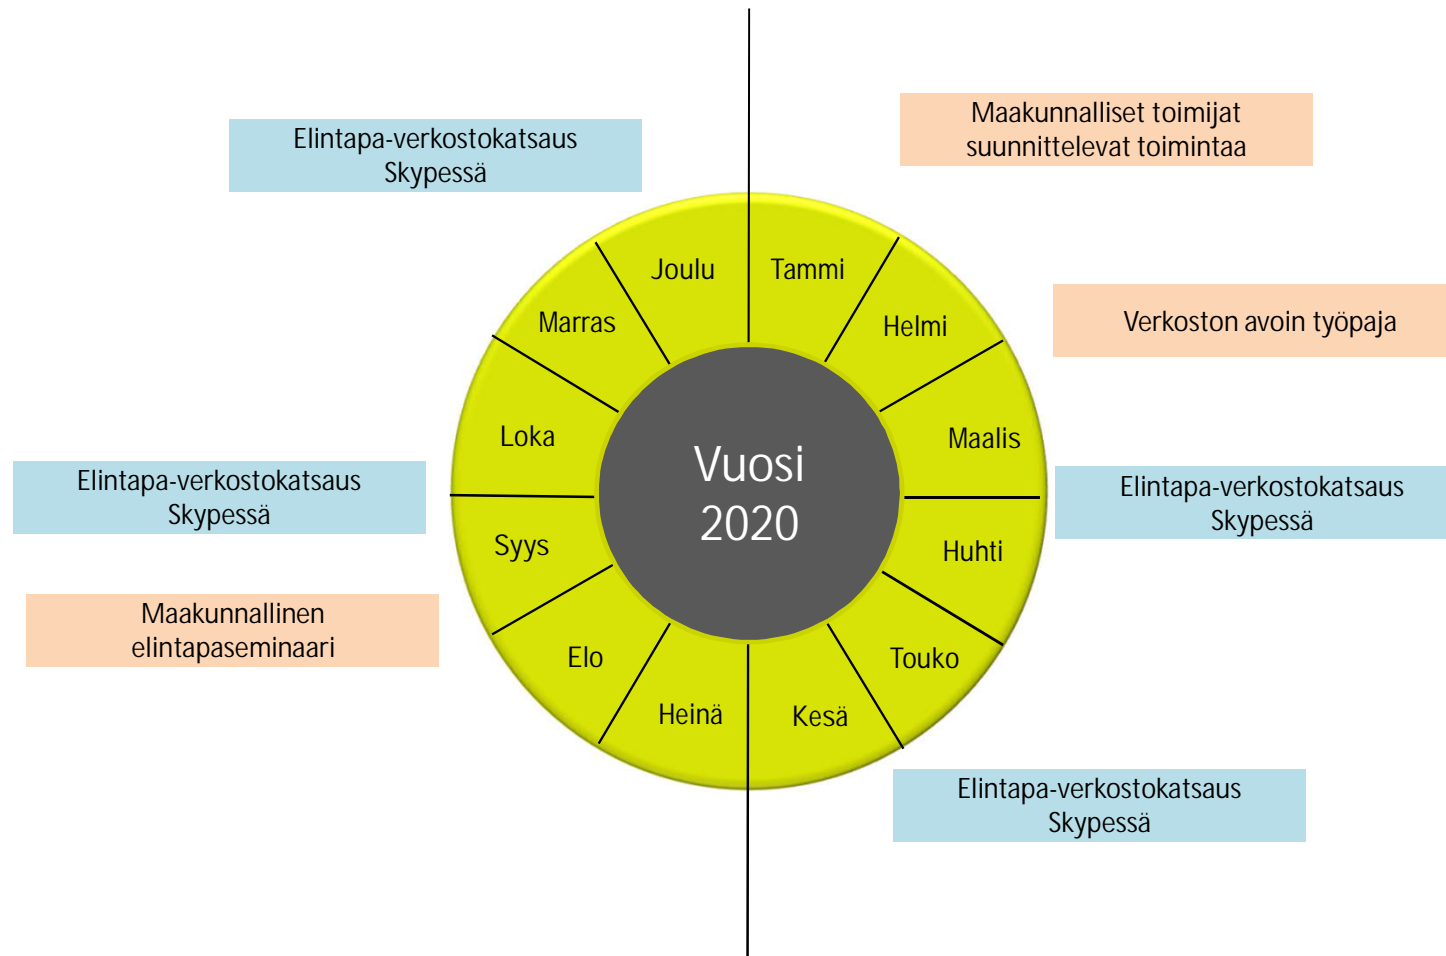 Maakunnalliset toimijat
suunnittelevat toimintaa
Elintapa-verkostokatsaus
Skypessä
Joulu
Tammi
Marras
Helmi
Verkoston avoin työpaja
Loka
Maalis
Vuosi
2020
Elintapa-verkostokatsaus
Skypessä
Elintapa-verkostokatsaus
Skypessä
Syys
Huhti
Maakunnallinen
elintapaseminaari
Elo
Touko
Heinä
Kesä
Elintapa-verkostokatsaus
Skypessä